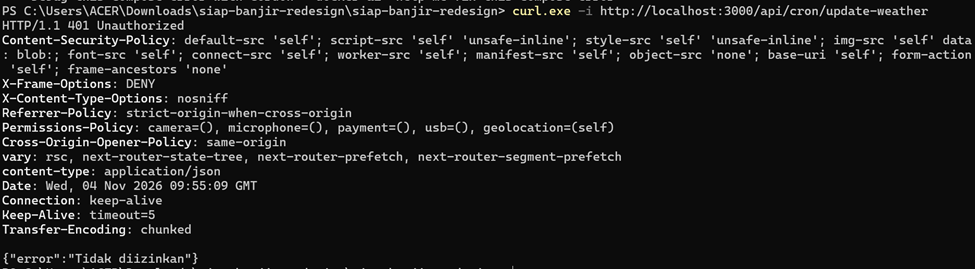 PS C:\Users\ACER\Downloads\siap-banjir-redesign\siap-banjir-redesign> curl.exe -i http://localhost:3000/api/cron/update-weather
HTTP/1.1 401 Unauthorized
Content-Security-Policy: default-src 'self'; script-src 'self' 'unsafe-inline'; style-src 'self' 'unsafe-inline'; img-src 'self' data
: blob:; font-src 'self'; connect-src 'self'; worker-src 'self'; manifest-src 'self'; object-src 'none'; base-uri 'self'; form-action
 'self'; frame-ancestors 'none'
X-Frame-Options: DENY
X-Content-Type-Options: nosniff
Referrer-Policy: strict-origin-when-cross-origin
Permissions-Policy: camera=(), microphone=(), payment=(), usb=(), geolocation=(self)
Cross-Origin-Opener-Policy: same-origin
vary: rsc, next-router-state-tree, next-router-prefetch, next-router-segment-prefetch
content-type: application/json
Date: Wed, 04 Nov 2026 09:55:09 GMT
Connection: keep-alive
Keep-Alive: timeout=5
Transfer-Encoding: chunked
{"error":"Tidak diizinkan"}